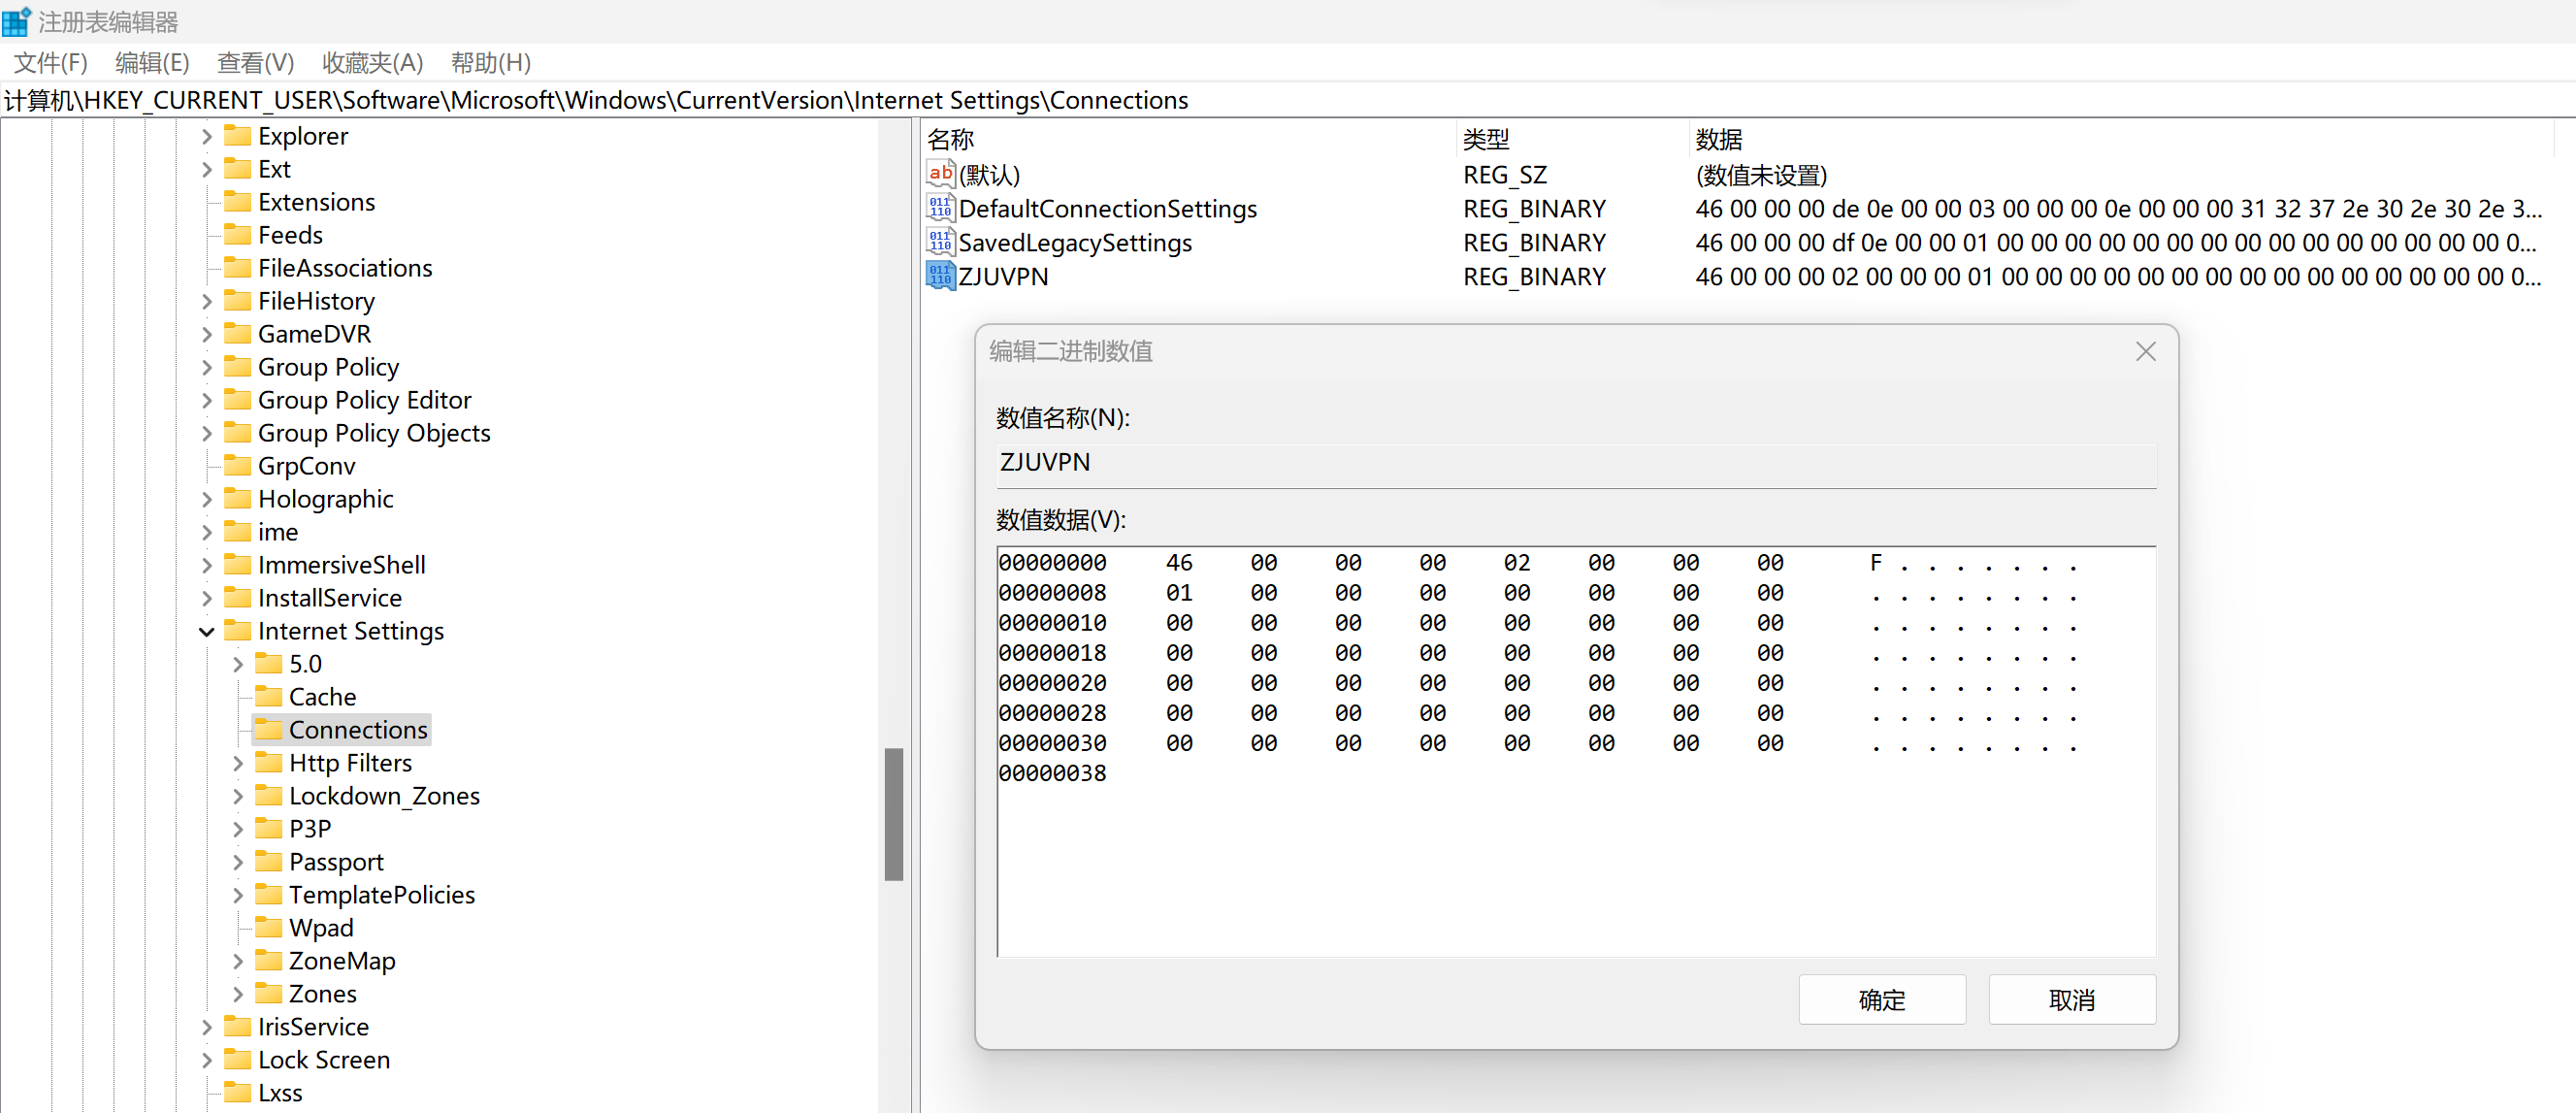 注册表编辑器
文件(F) 编辑(E) 查看(V) 收藏夹(A) 帮助(H)
计算机\HKEY_CURRENT_USER\Software\Microsoft\Windows\CurrentVersion\Internet Settings\Connections
Explorer
Ext
Extensions
Feeds
FileAssociations
FileHistory
GameDVR
Group Policy
Group Policy Editor
Group Policy Objects
GrpConv
Holographic
ime
ImmersiveShell
InstallService
Internet Settings
5.0
Cache
Connections
Http Filters
Lockdown_Zones
P3P
Passport
TemplatePolicies
Wpad
ZoneMap
Zones
IrisService
Lock Screen
Lxss
名称 类型 数据
ab (默认) REG_SZ (数值未设置)
011 110 DefaultConnectionSettings REG_BINARY 46 00 00 00 de 0e 00 00 03 00 00 00 0e 00 00 00 31 32 37 2e 30 2e 30 2e 3...
011 110 SavedLegacySettings REG_BINARY 46 00 00 00 df 0e 00 00 01 00 00 00 00 00 00 00 00 00 00 00 00 00 00 00 0...
011 110 ZJUVPN REG_BINARY 46 00 00 00 02 00 00 00 01 00 00 00 00 00 00 00 00 00 00 00 00 00 00 00 0...
编辑二进制数值
数值名称(N):
ZJUVPN
数值数据(V):
00000000 46 00 00 00 02 00 00 00 F . . . . . . .
00000008 01 00 00 00 00 00 00 00 . . . . . . . .
00000010 00 00 00 00 00 00 00 00 . . . . . . . .
00000018 00 00 00 00 00 00 00 00 . . . . . . . .
00000020 00 00 00 00 00 00 00 00 . . . . . . . .
00000028 00 00 00 00 00 00 00 00 . . . . . . . .
00000030 00 00 00 00 00 00 00 00 . . . . . . . .
00000038
确定 取消